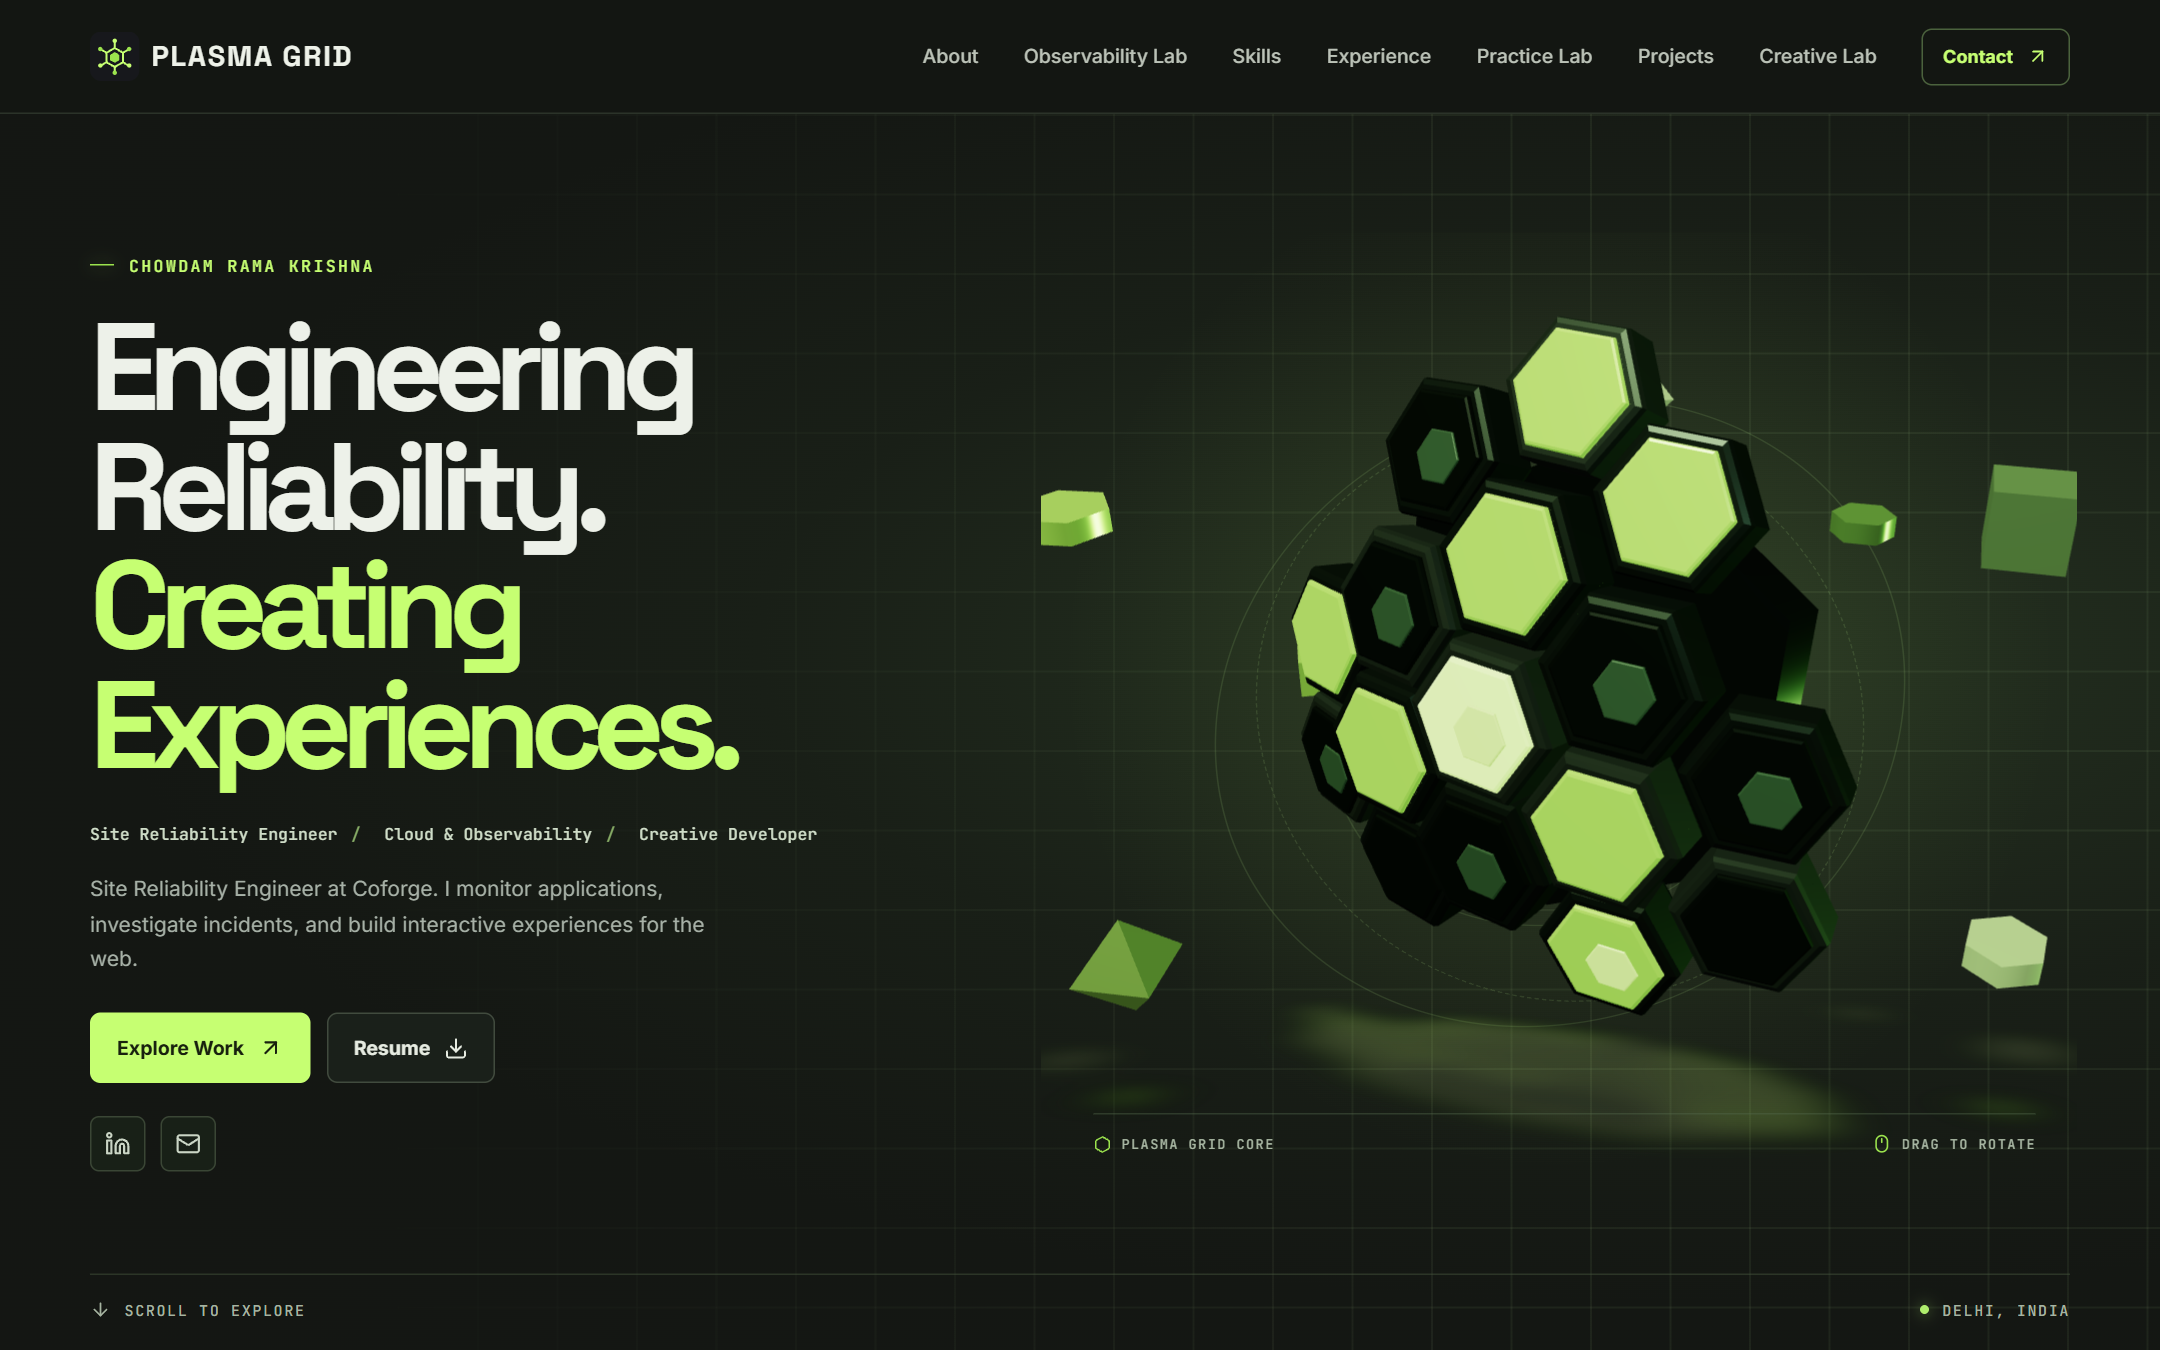 PLASMA GRID
About
Observability Lab
Skills
Experience
Practice Lab
Projects
Creative Lab
Contact
CHOWDAM RAMA KRISHNA
Engineering
Reliability.
Creating
Experiences.
Site Reliability Engineer / Cloud & Observability / Creative Developer
Site Reliability Engineer at Coforge. I monitor applications,
investigate incidents, and build interactive experiences for the
web.
Explore Work
Resume
in
PLASMA GRID CORE
DRAG TO ROTATE
SCROLL TO EXPLORE
DELHI, INDIA